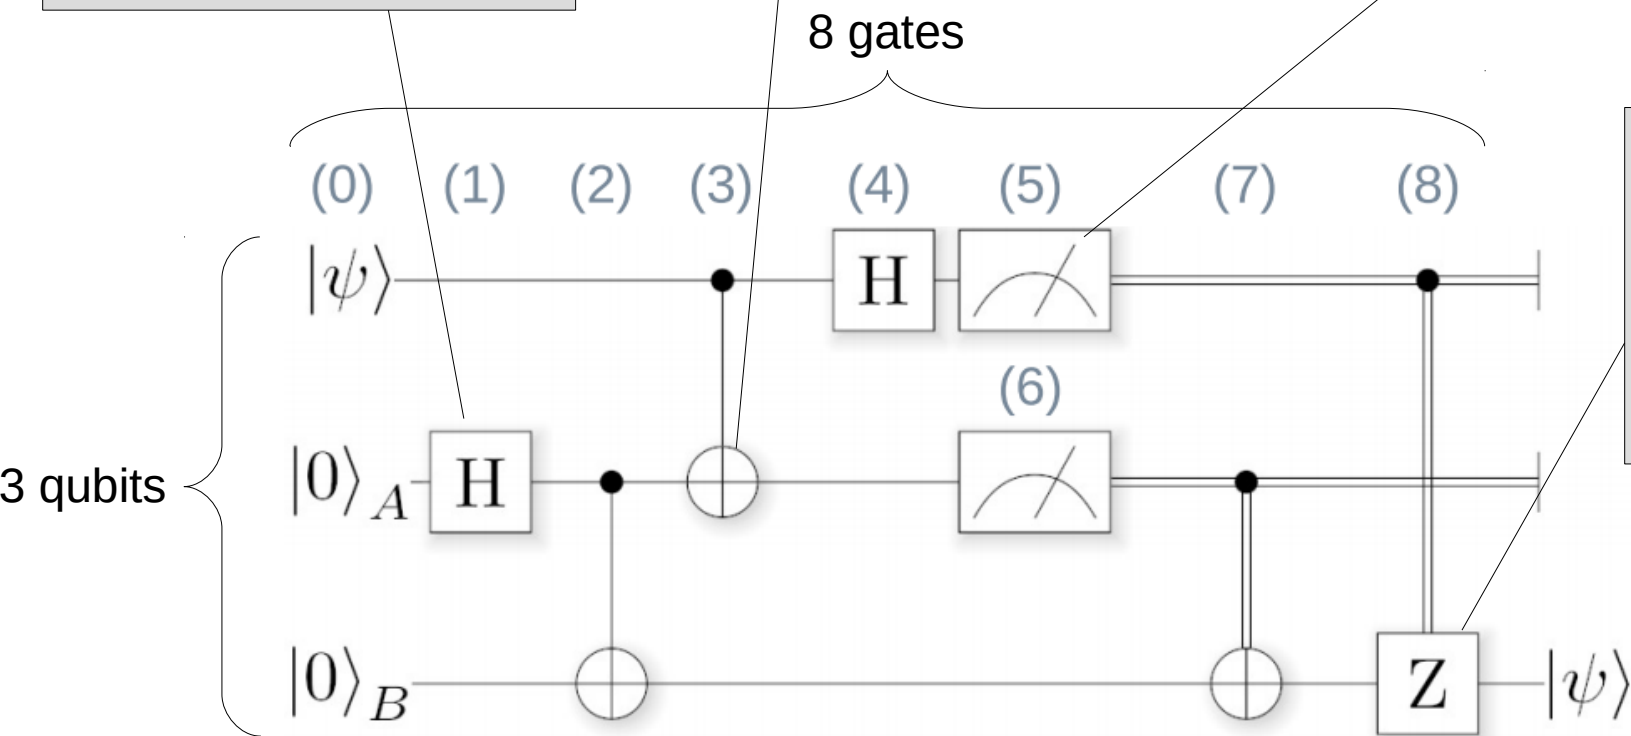 8 gates
(0) (1) (2) (3) (4) (5) (7) (8)
|ψ⟩ H
(6)
3 qubits |0⟩A H
|0⟩B Z |ψ⟩